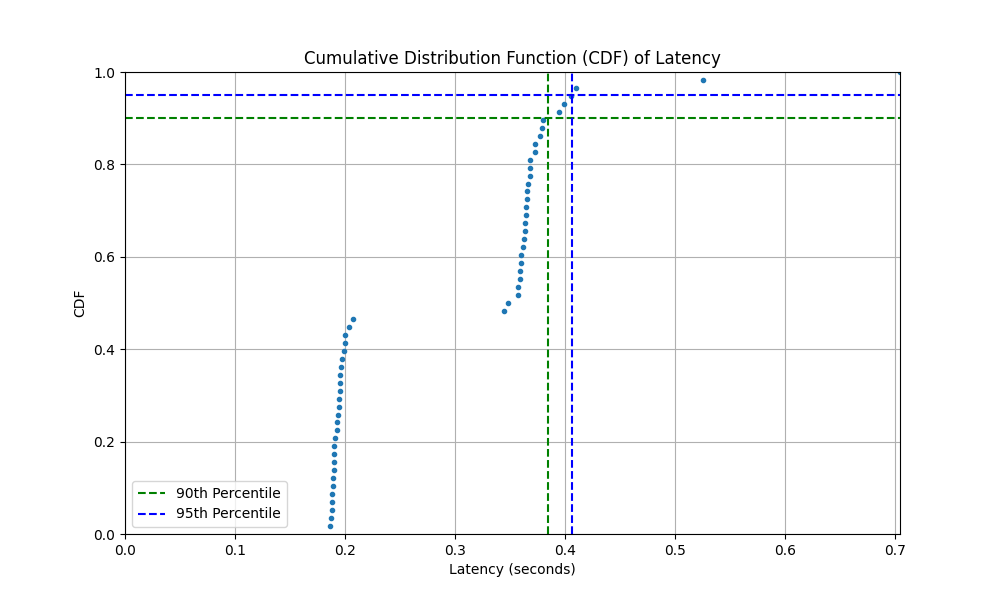 Cumulative Distribution Function (CDF) of Latency
1.0
0.8
0.6
0.4
0.2
0.0
CDF
90th Percentile
95th Percentile
0.0 0.1 0.2 0.3 0.4 0.5 0.6 0.7
Latency (seconds)